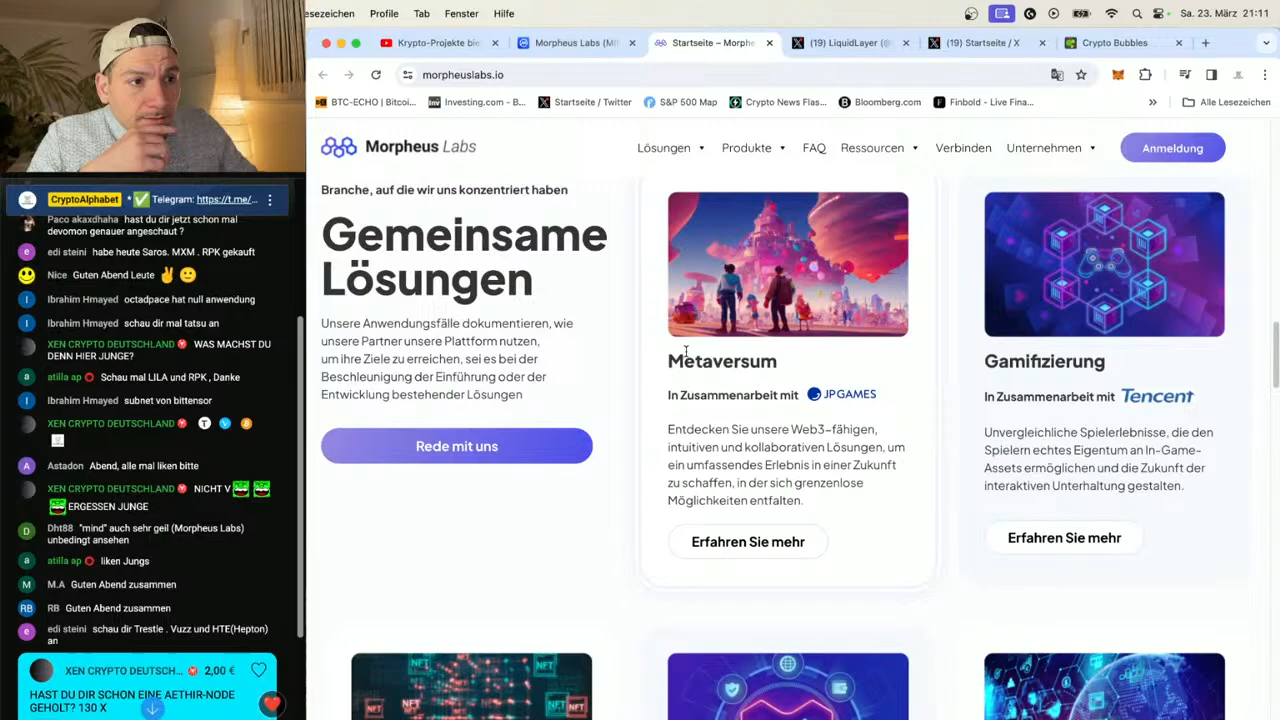 esezeichen Profile Tab Fenster Hilfe
Sa. 23. März 21:11
Krypto-Projekte bie
Morpheus Labs (MI
Startseite – Morphe
(19) LiquidLayer (@
(19) Startseite / X
Crypto Bubbles
morpheuslabs.io
BTC-ECHO | Bitcoi...
Investing.com - B...
Startseite / Twitter
S&P 500 Map
Crypto News Flas...
Bloomberg.com
Finbold - Live Fina...
»
Alle Lesezeichen
Morpheus Labs
Lösungen
Produkte
FAQ
Ressourcen
Verbinden
Unternehmen
Anmeldung
Branche, auf die wir uns konzentriert haben
Gemeinsame
Lösungen
Unsere Anwendungsfälle dokumentieren, wie
unsere Partner unsere Plattform nutzen,
um ihre Ziele zu erreichen, sei es bei der
Beschleunigung der Einführung oder der
Entwicklung bestehender Lösungen
Rede mit uns
Metaversum
In Zusammenarbeit mit JPGAMES
Entdecken Sie unsere Web3-fähigen,
intuitiven und kollaborativen Lösungen, um
ein umfassendes Erlebnis in einer Zukunft
zu schaffen, in der sich grenzenlose
Möglichkeiten entfalten.
Erfahren Sie mehr
Gamifizierung
In Zusammenarbeit mit Tencent
Unvergleichliche Spielerlebnisse, die den
Spielern echtes Eigentum an In-Game-
Assets ermöglichen und die Zukunft der
interaktiven Unterhaltung gestalten.
Erfahren Sie mehr
NFT NFT
NFT NFT
CryptoAlphabet * ✅ Telegram: https://t.me/...
Paco akaxdhaha hast du dir jetzt schon mal
devomon genauer angeschaut ?
edi steini habe heute Saros. MXM . RPK gekauft
Nice Guten Abend Leute ✌️ 🙂
Ibrahim Hmayed octadpace hat null anwendung
Ibrahim Hmayed schau dir mal tatsu an
XEN CRYPTO DEUTSCHLAND WAS MACHST DU
DENN HIER JUNGE?
atilla ap ⭕ Schau mal LILA und RPK , Danke
Ibrahim Hmayed subnet von bittensor
XEN CRYPTO DEUTSCHLAND
Astadon Abend, alle mal liken bitte
XEN CRYPTO DEUTSCHLAND NICHT V
ERGESSEN JUNGE
Dht88 "mind" auch sehr geil (Morpheus Labs)
unbedingt ansehen
atilla ap ⭕ liken Jungs
M.A Guten Abend zusammen
RB Guten Abend zusammen
edi steini schau dir Trestle . Vuzz und HTE(Hepton)
an
XEN CRYPTO DEUTSCH... 2,00 €
HAST DU DIR SCHON EINE AETHIR-NODE
GEHOLT? 130 X